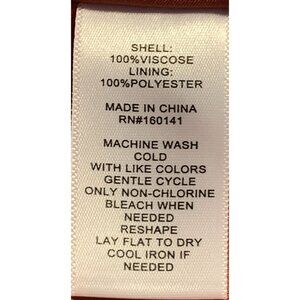 SHELL:
100%VISCOSE
LINING:
100%POLYESTER
MADE IN CHINA
RN#160141
MACHINE WASH
COLD
WITH LIKE COLORS
GENTLE CYCLE
ONLY NON-CHLORINE
BLEACH WHEN
NEEDED
RESHAPE
LAY FLAT TO DRY
COOL IRON IF
NEEDED